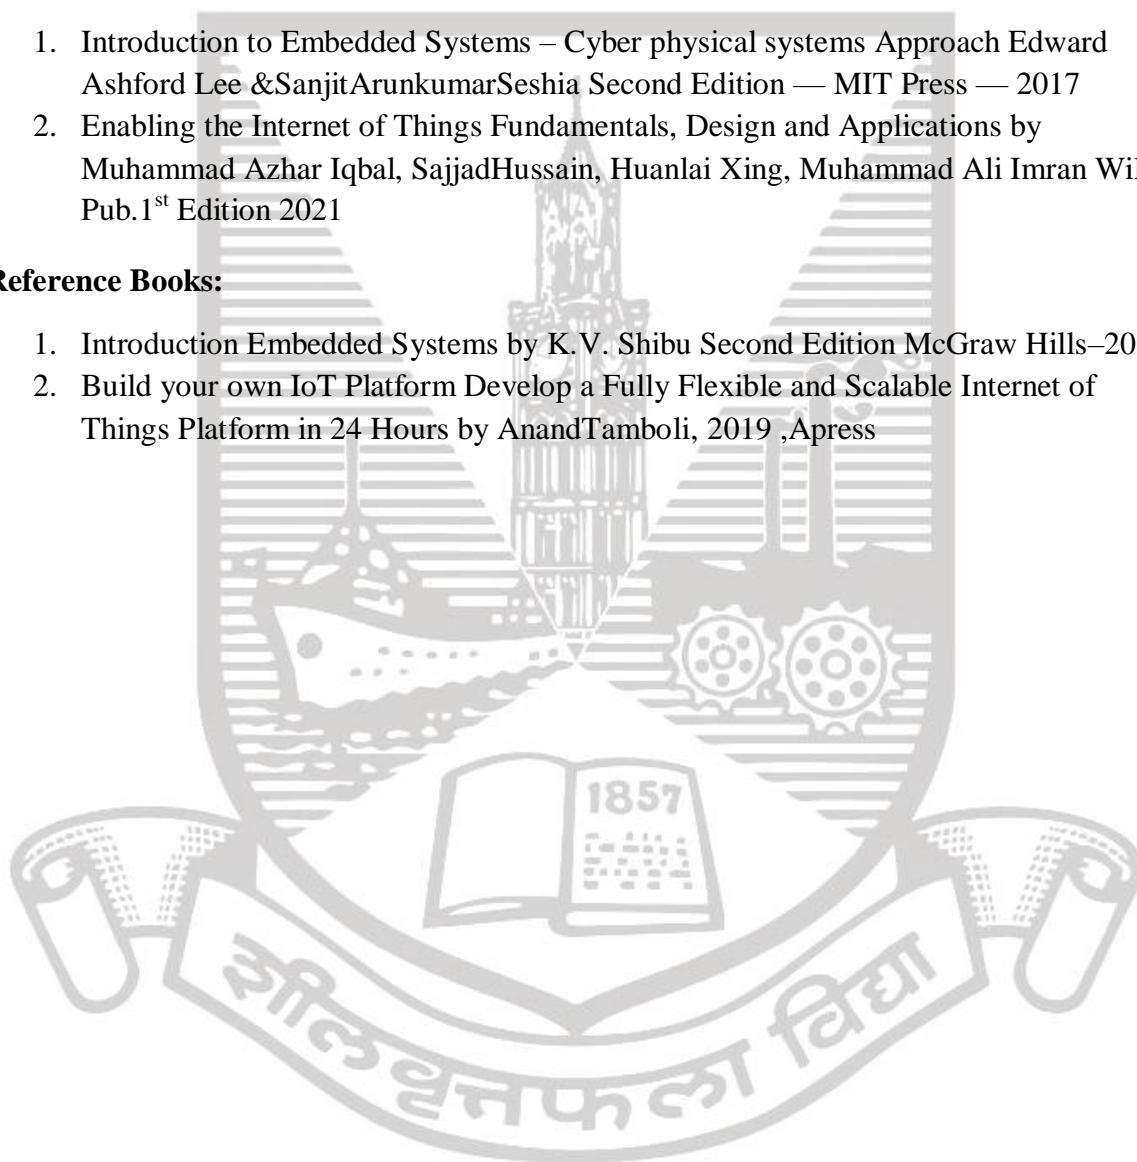 1. Introduction to Embedded Systems – Cyber physical systems Approach Edward
Ashford Lee &SanjitArunkumarSeshia Second Edition — MIT Press — 2017
2. Enabling the Internet of Things Fundamentals, Design and Applications by
Muhammad Azhar Iqbal, SajjadHussain, Huanlai Xing, Muhammad Ali Imran
Pub.1st Edition 2021
Reference Books:
1. Introduction Embedded Systems by K.V. Shibu Second Edition McGraw Hills–
2. Build your own IoT Platform Develop a Fully Flexible and Scalable Internet of
Things Platform in 24 Hours by AnandTamboli, 2019 ,Apress
1857
शीलवृत्तफला विद्या